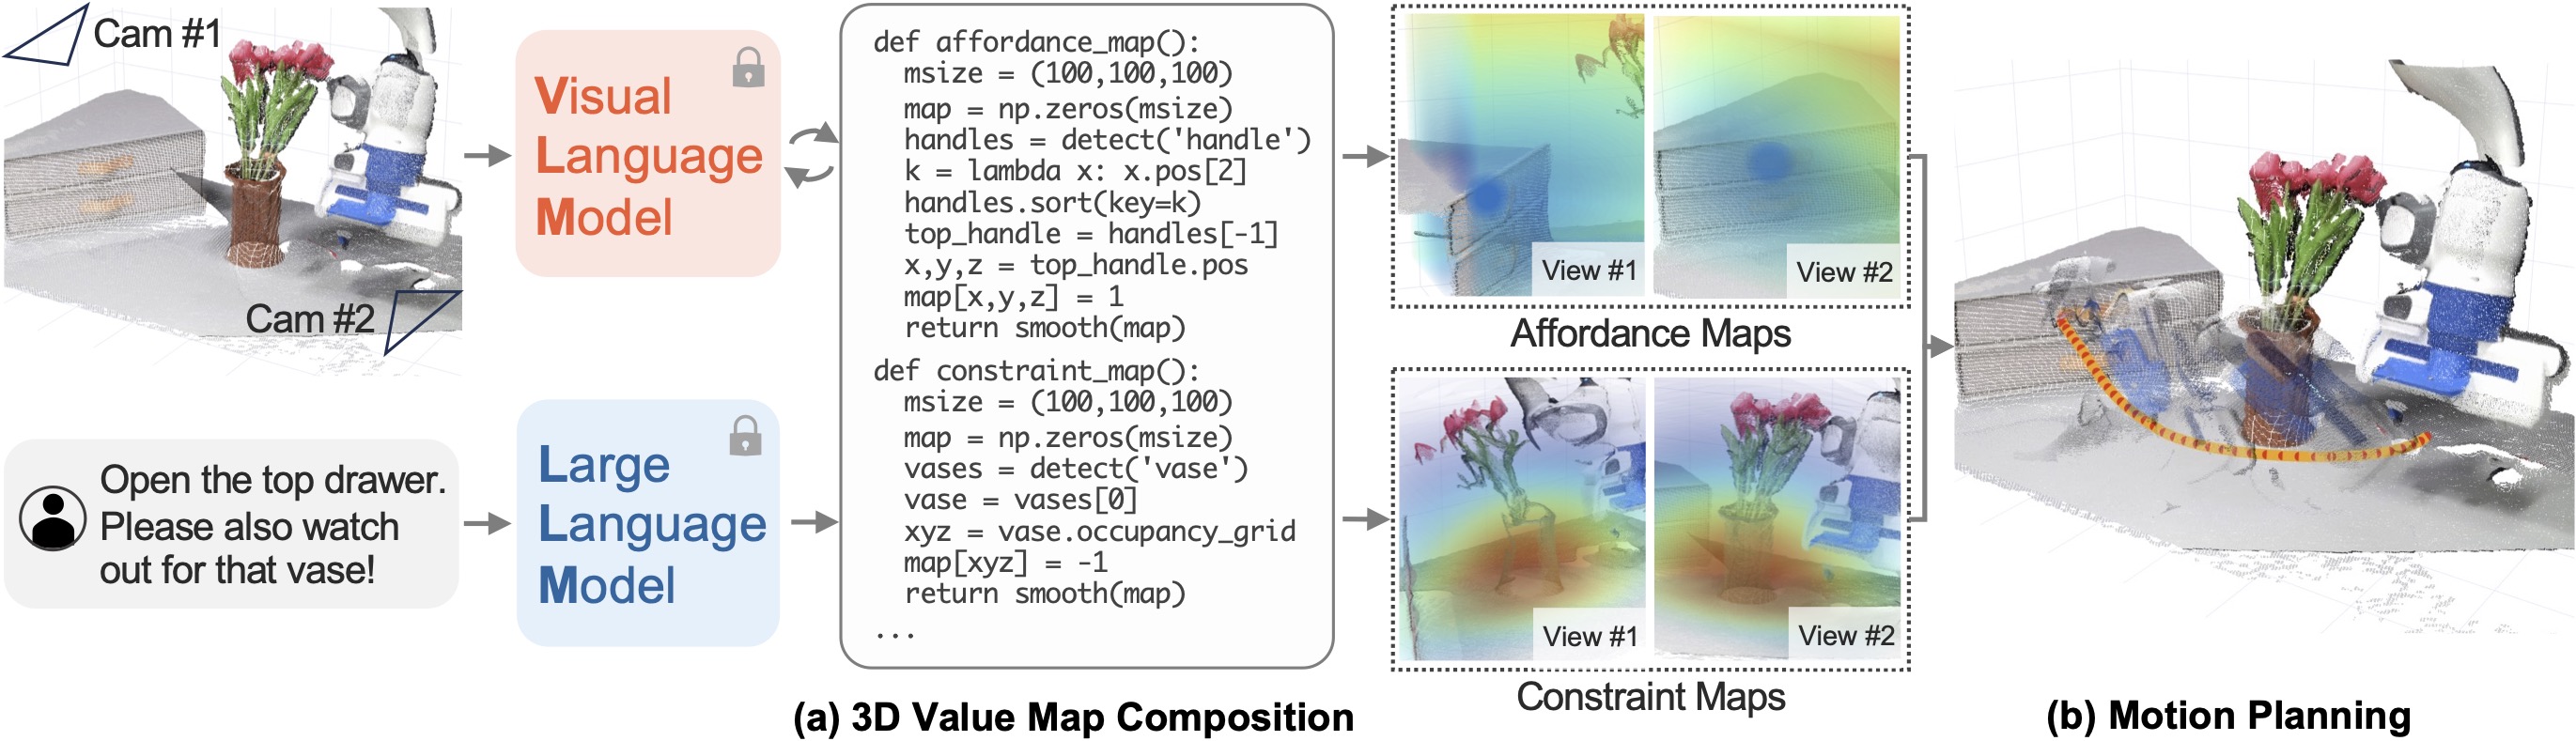 Cam #1
Cam #2
Open the top drawer.
Please also watch
out for that vase!
Visual
Language
Model
Large
Language
Model
def affordance_map():
  msize = (100,100,100)
  map = np.zeros(msize)
  handles = detect('handle')
  k = lambda x: x.pos[2]
  handles.sort(key=k)
  top_handle = handles[-1]
  x,y,z = top_handle.pos
  map[x,y,z] = 1
  return smooth(map)
def constraint_map():
  msize = (100,100,100)
  map = np.zeros(msize)
  vases = detect('vase')
  vase = vases[0]
  xyz = vase.occupancy_grid
  map[xyz] = -1
  return smooth(map)
...
View #1
View #2
Affordance Maps
View #1
View #2
Constraint Maps
(a) 3D Value Map Composition
(b) Motion Planning